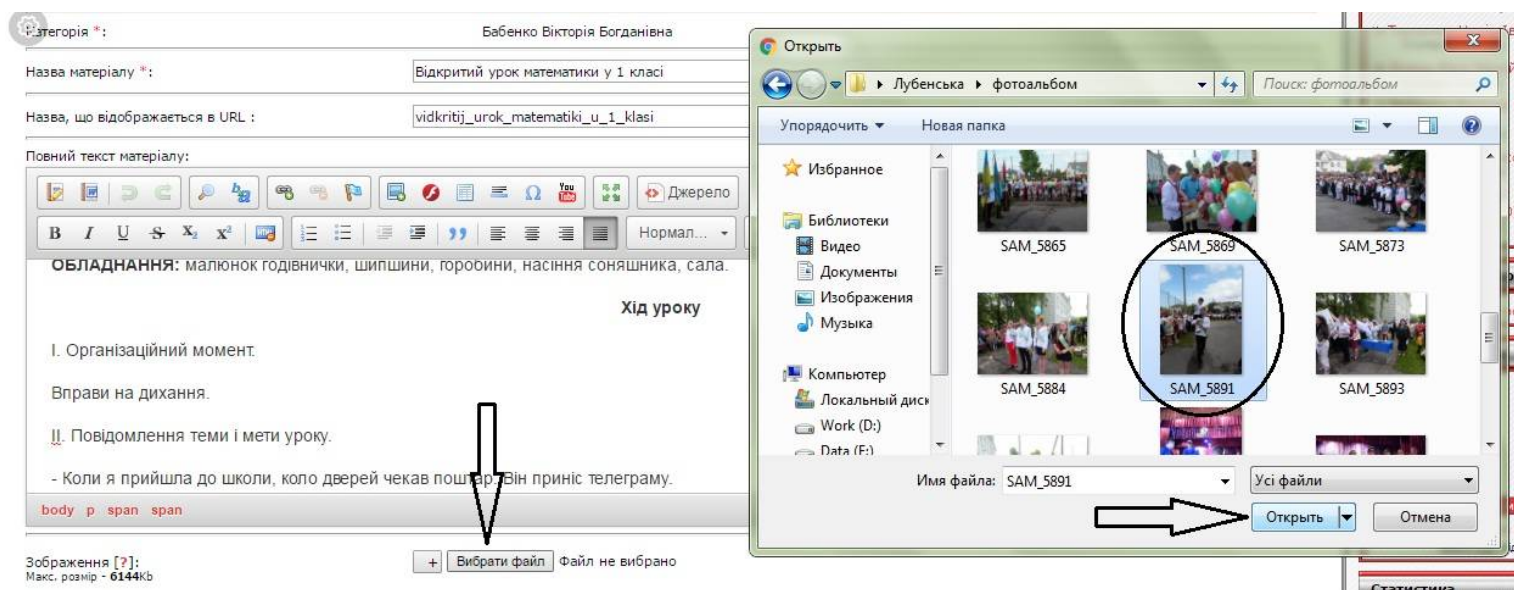 Категорія *:
Бабенко Вікторія Богданівна
Назва матеріалу *:
Відкритий урок математики у 1 класі
Назва, що відображається в URL :
vidkritij_urok_matematiki_u_1_klasi
Повний текст матеріалу:
You
Tube
Джерело
B I U S X₂ X²
Нормал...
ОБЛАДНАННЯ: малюнок годівнички, шипшини, горобини, насіння соняшника, сала.
Хід уроку
І. Організаційний момент.
Вправи на дихання.
ІІ. Повідомлення теми і мети уроку.
- Коли я прийшла до школи, коло дверей чекав поштар. Він приніс телеграму.
body p span span
Зображення [?]:
Макс. розмір - 6144Kb
+ Вибрати файл Файл не вибрано
Открыть
Лубенська фотоальбом
Поиск: фотоальбом
Упорядочить Новая папка
Избранное
Библиотеки
Видео
Документы
Изображения
Музыка
Компьютер
Локальный диск
Work (D:)
Data (E:)
SAM_5865 SAM_5869 SAM_5873
SAM_5884 SAM_5891 SAM_5893
Имя файла: SAM_5891
Усі файли
Открыть Отмена
Статистика